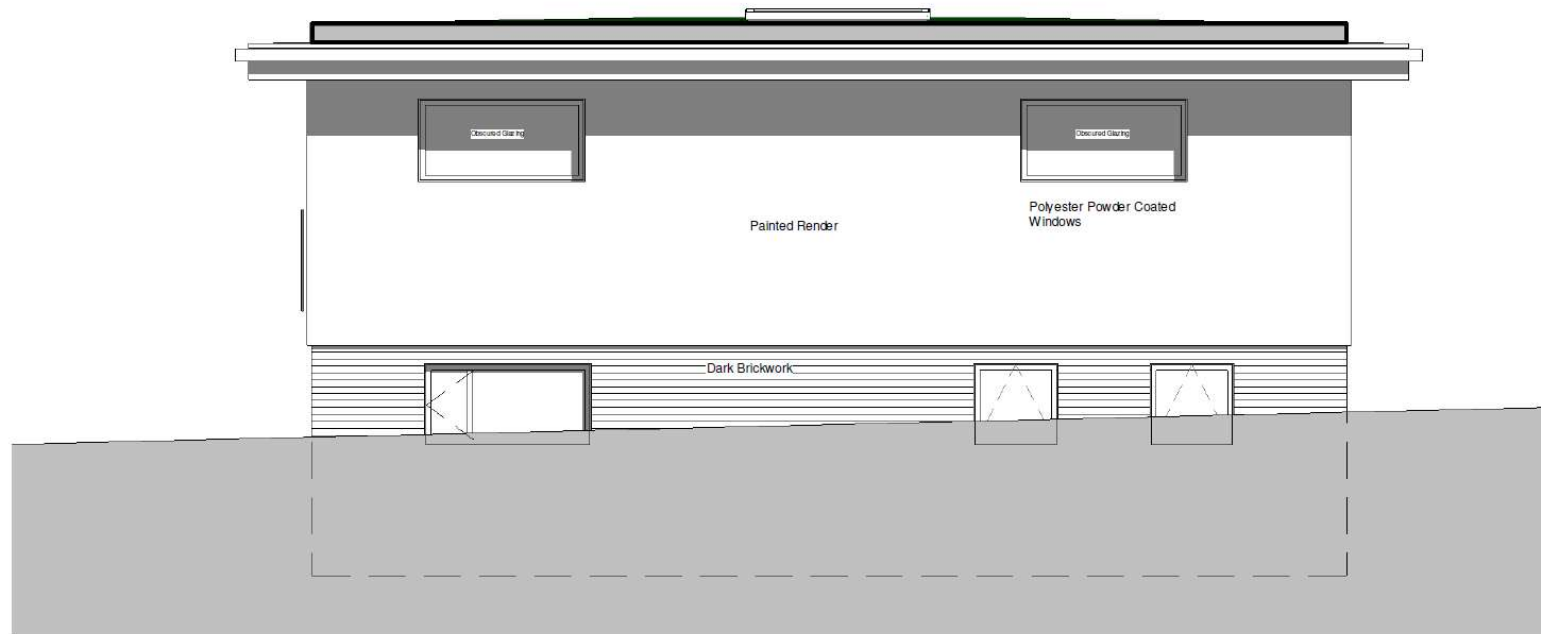 Obscured Glazing
Obscured Glazing
Polyester Powder Coated
Windows
Painted Render
Dark Brickwork